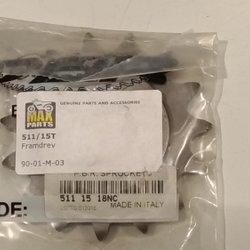 MAX
PARTS
GENUINE PARTS AND ACCESSORIES
511/15T
Framdrev
90-01-M-03
P.B.R. SPROCKETS
511 15 18NC
MADE IN ITALY
DE: